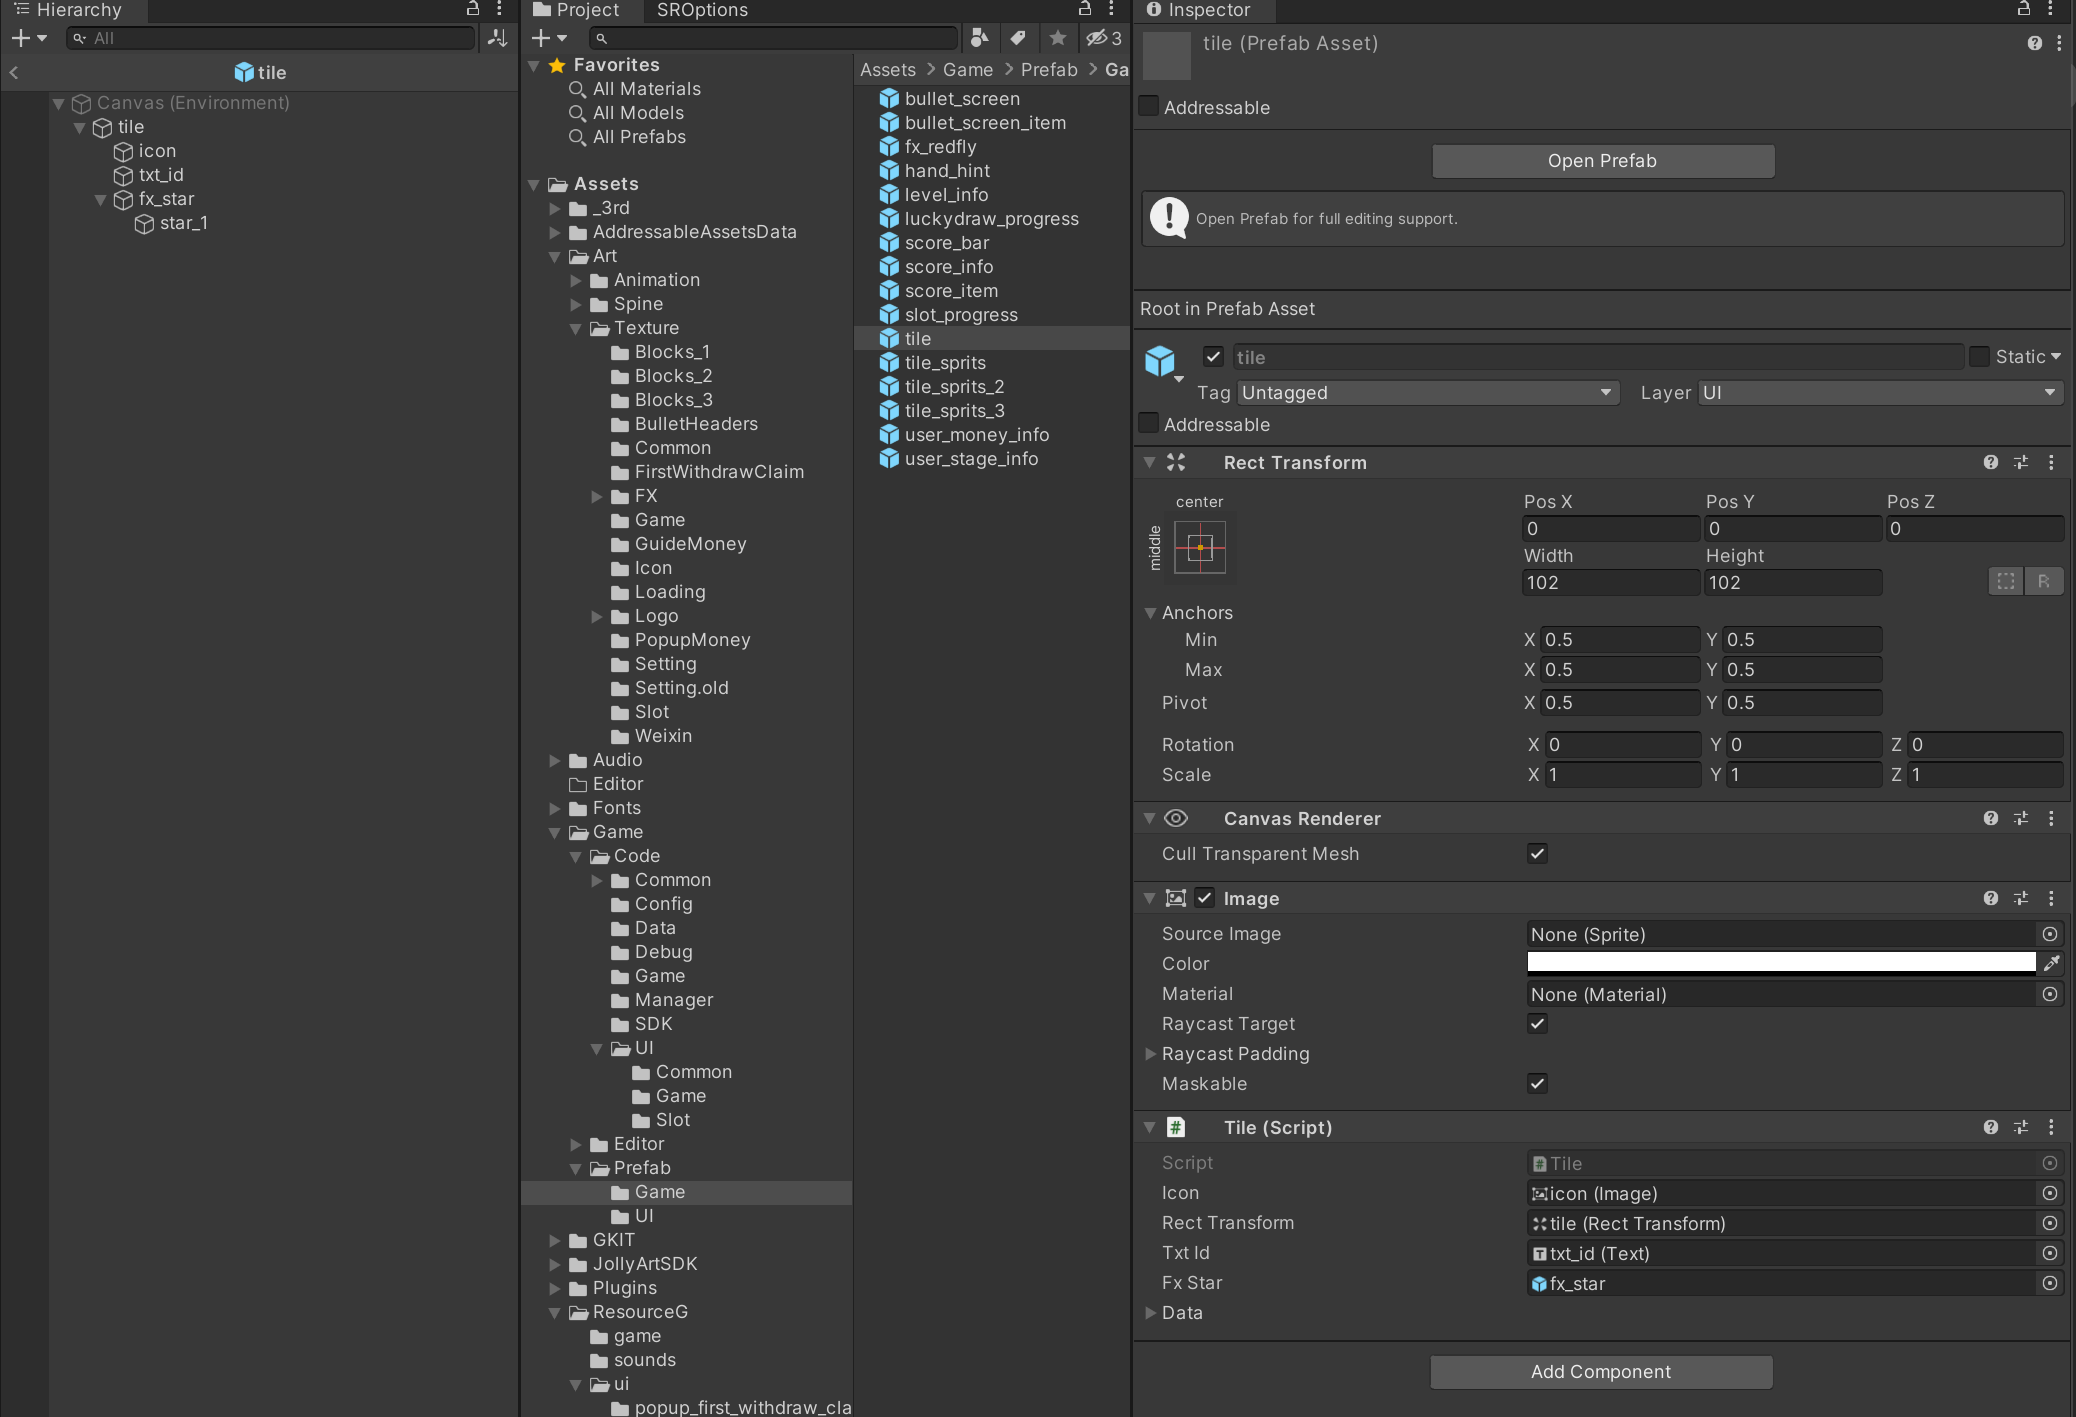 Hierarchy
All
tile
Canvas (Environment)
tile
icon
txt_id
fx_star
star_1
Project
SROptions
3
Favorites
All Materials
All Models
All Prefabs
Assets
_3rd
AddressableAssetsData
Art
Animation
Spine
Texture
Blocks_1
Blocks_2
Blocks_3
BulletHeaders
Common
FirstWithdrawClaim
FX
Game
GuideMoney
Icon
Loading
Logo
PopupMoney
Setting
Setting.old
Slot
Weixin
Audio
Editor
Fonts
Game
Code
Common
Config
Data
Debug
Game
Manager
SDK
UI
Common
Game
Slot
Editor
Prefab
Game
UI
GKIT
JollyArtSDK
Plugins
ResourceG
game
sounds
ui
popup_first_withdraw_cla
Assets > Game > Prefab > Ga
bullet_screen
bullet_screen_item
fx_redfly
hand_hint
level_info
luckydraw_progress
score_bar
score_info
score_item
slot_progress
tile
tile_sprits
tile_sprits_2
tile_sprits_3
user_money_info
user_stage_info
Inspector
tile (Prefab Asset)
Addressable
Open Prefab
Open Prefab for full editing support.
Root in Prefab Asset
tile
Static
Tag Untagged Layer UI
Addressable
Rect Transform
center
middle
Pos X Pos Y Pos Z
0 0 0
Width Height
102 102
R
Anchors
Min X 0.5 Y 0.5
Max X 0.5 Y 0.5
Pivot X 0.5 Y 0.5
Rotation X 0 Y 0 Z 0
Scale X 1 Y 1 Z 1
Canvas Renderer
Cull Transparent Mesh
Image
Source Image None (Sprite)
Color
Material None (Material)
Raycast Target
Raycast Padding
Maskable
# Tile (Script)
Script Tile
Icon icon (Image)
Rect Transform tile (Rect Transform)
Txt Id txt_id (Text)
Fx Star fx_star
Data
Add Component